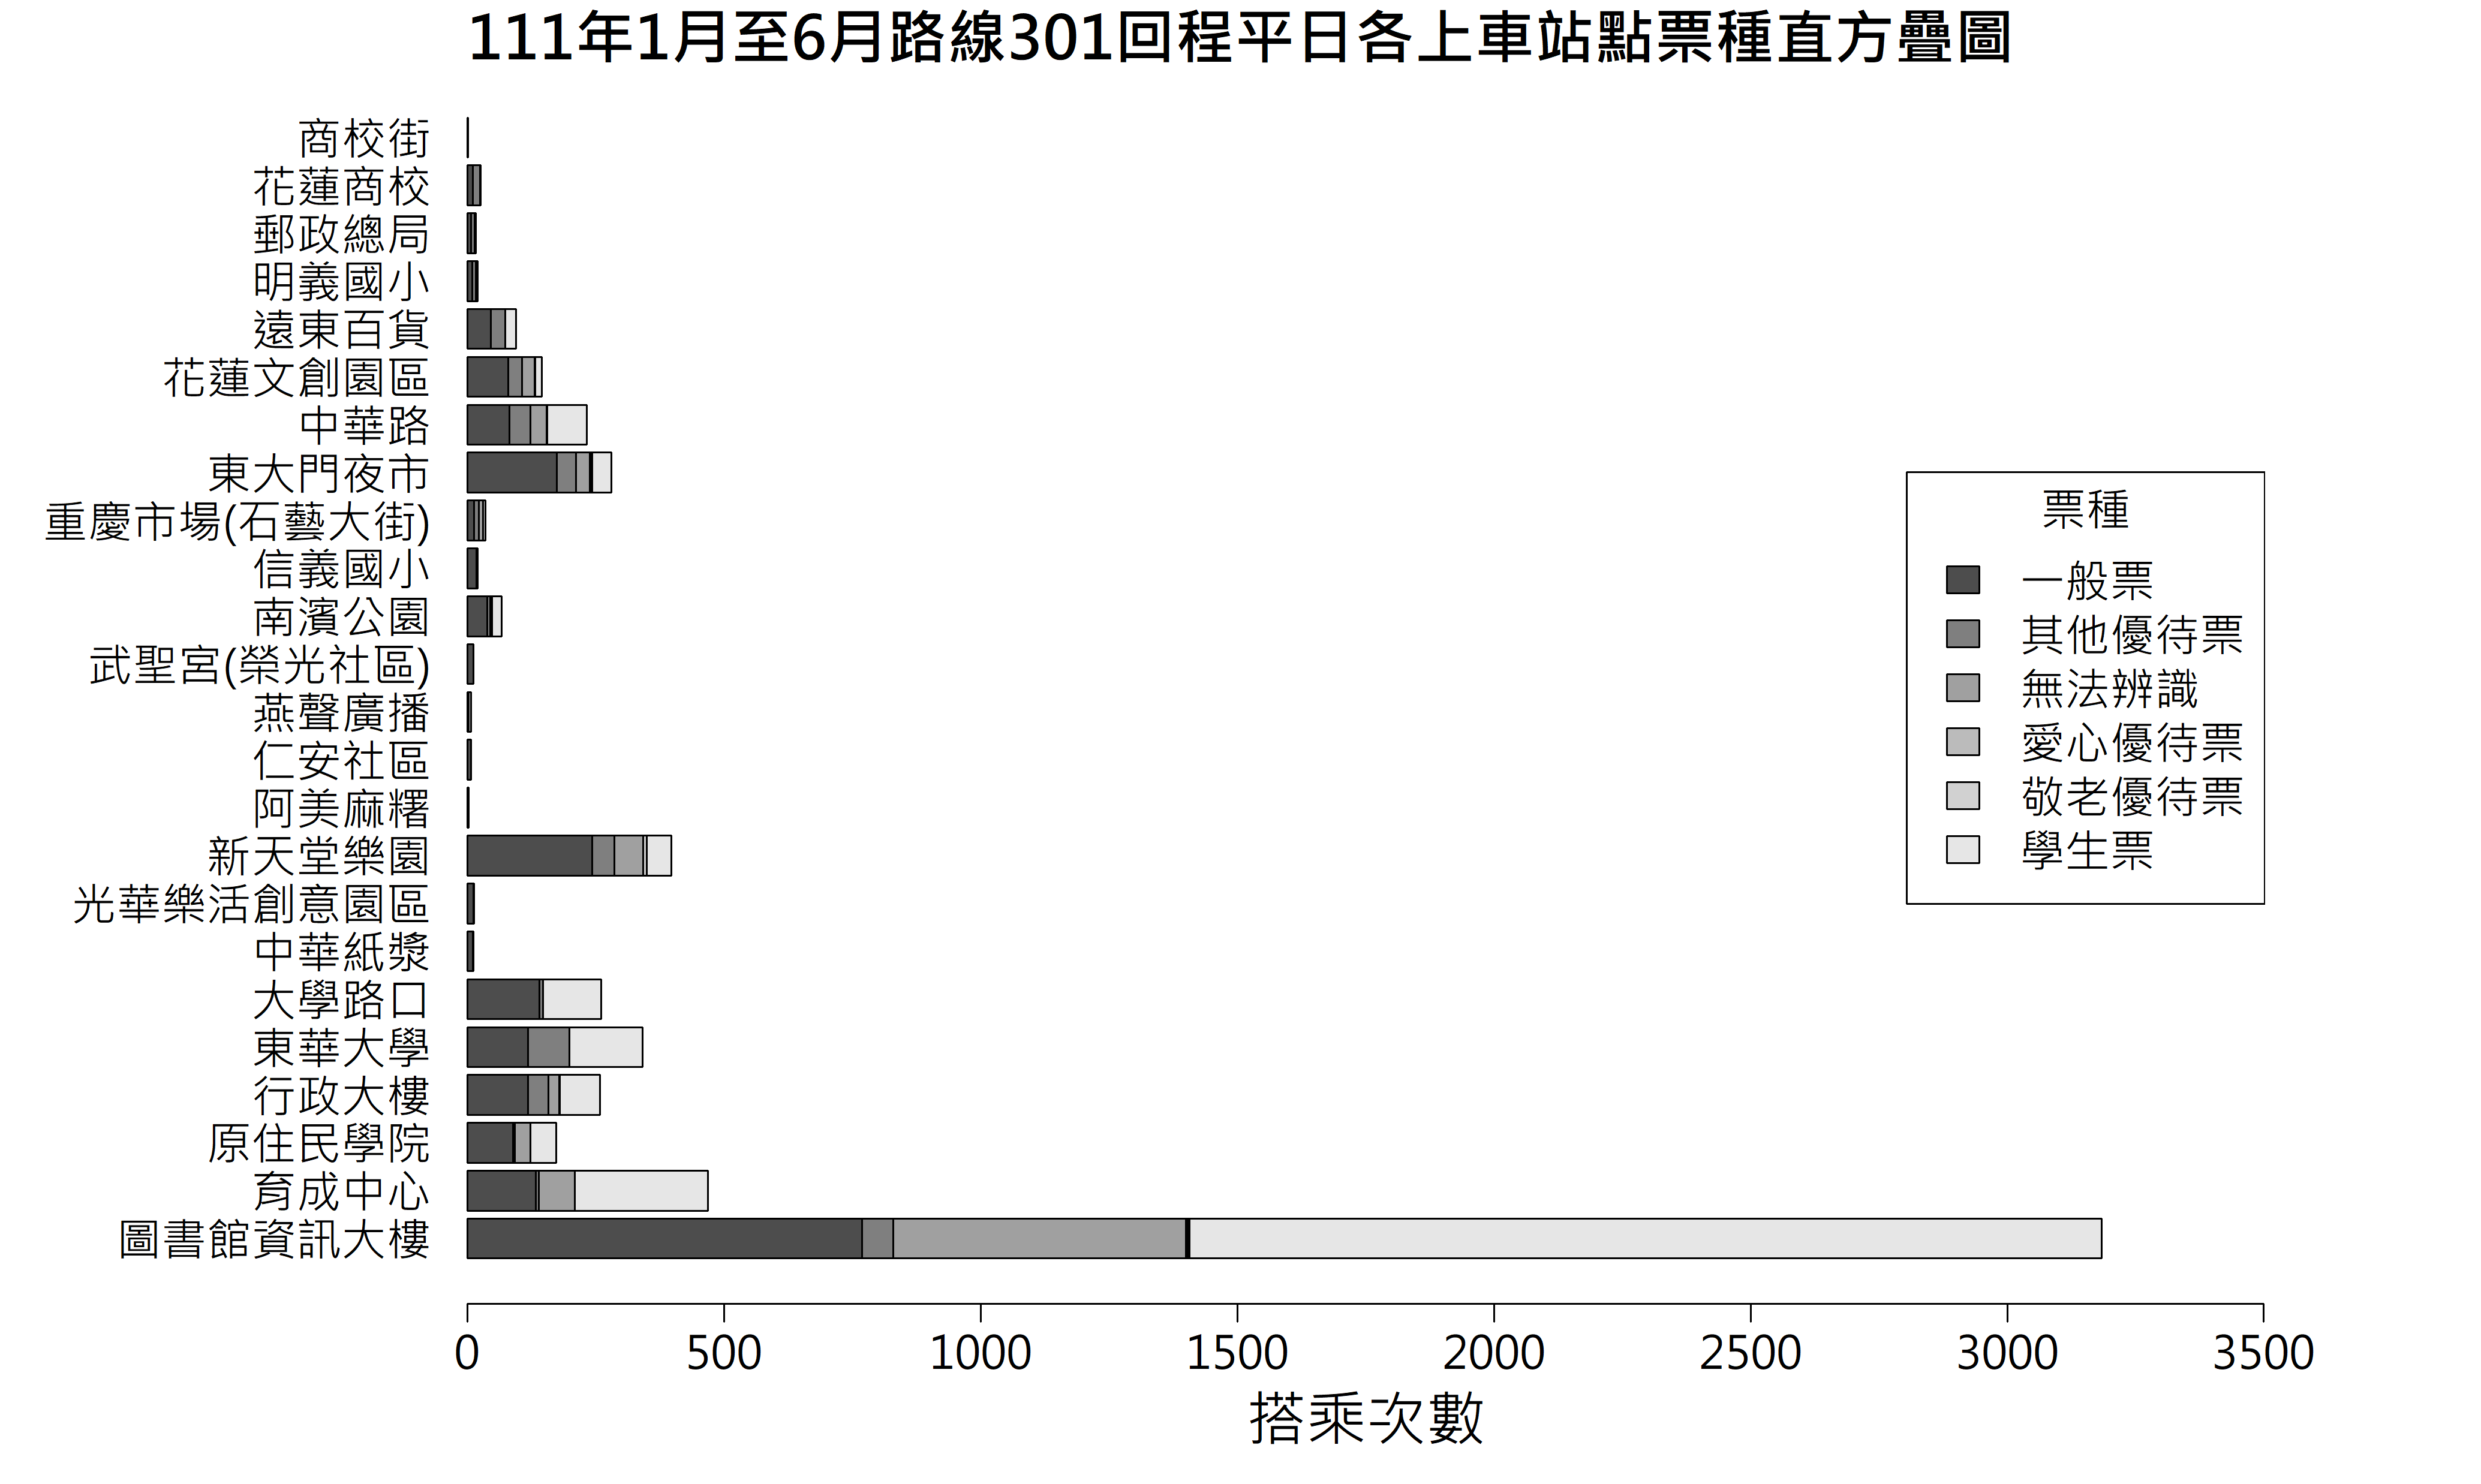 111年1月至6月路線301回程平日各上車站點票種直方疊圖
商校街
花蓮商校
郵政總局
明義國小
遠東百貨
花蓮文創園區
中華路
東大門夜市
重慶市場(石藝大街)
信義國小
南濱公園
武聖宮(榮光社區)
燕聲廣播
仁安社區
阿美麻糬
新天堂樂園
光華樂活創意園區
中華紙漿
大學路口
東華大學
行政大樓
原住民學院
育成中心
圖書館資訊大樓
票種
一般票
其他優待票
無法辨識
愛心優待票
敬老優待票
學生票
0 500 1000 1500 2000 2500 3000 3500
搭乘次數